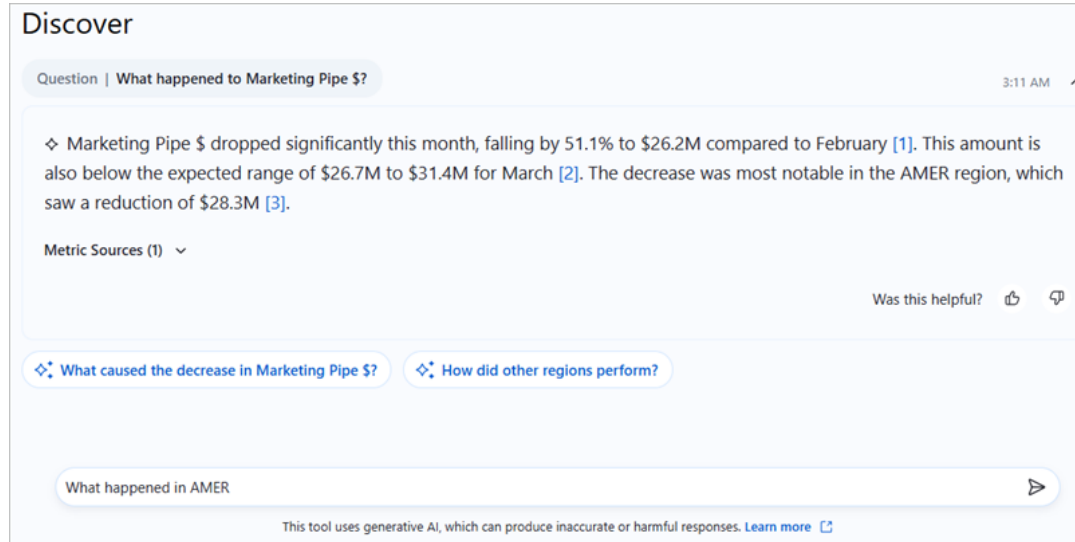 Discover
Question | What happened to Marketing Pipe $?
3:11 AM
Marketing Pipe $ dropped significantly this month, falling by 51.1% to $26.2M compared to February [1]. This amount is
also below the expected range of $26.7M to $31.4M for March [2]. The decrease was most notable in the AMER region, which
saw a reduction of $28.3M [3].
Metric Sources (1)
Was this helpful?
What caused the decrease in Marketing Pipe $?
How did other regions perform?
What happened in AMER
This tool uses generative AI, which can produce inaccurate or harmful responses. Learn more